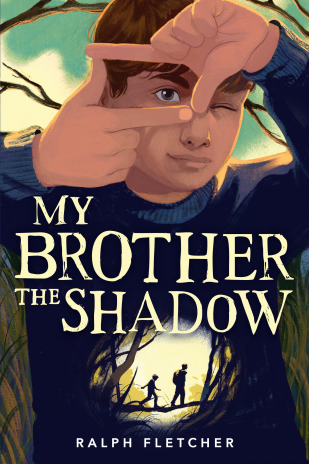 MY
BROTHER
THE SHADOW
RALPH FLETCHER